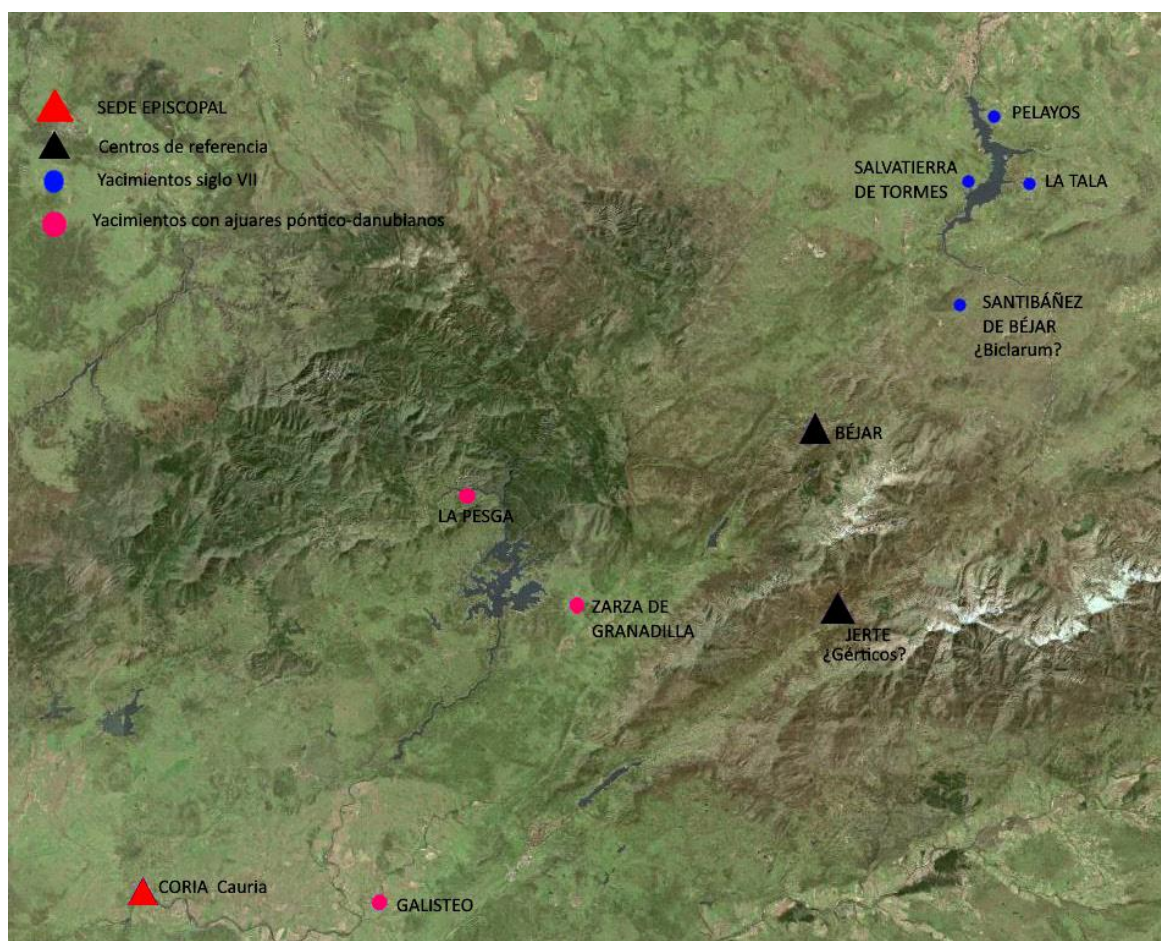 SEDE EPISCOPAL
Centros de referencia
Yacimientos siglo VII
Yacimientos con ajuares póntico-danubianos
PELAYOS
SALVATIERRA
DE TORMES
LA TALA
SANTIBÁÑEZ
DE BÉJAR
¿Biclarum?
BÉJAR
LA PESGA
ZARZA DE
GRANADILLA
JERTE
¿Gérticos?
CORIA Cauria
GALISTEO